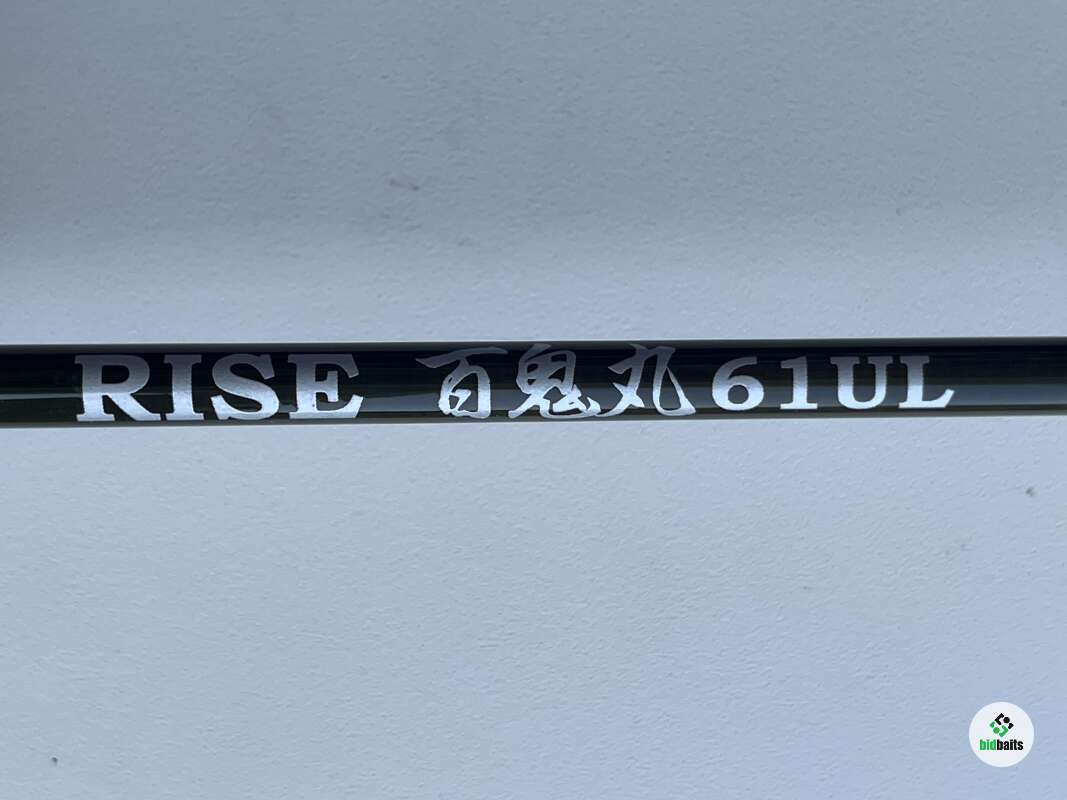 RISE 百鬼丸 61UL
bidbaits